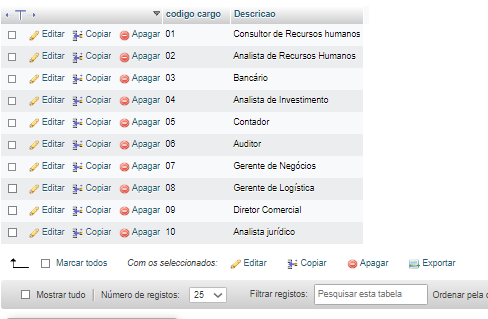 codigo cargo Descricao
Editar Copiar Apagar 01 Consultor de Recursos humanos
Editar Copiar Apagar 02 Analista de Recursos Humanos
Editar Copiar Apagar 03 Bancário
Editar Copiar Apagar 04 Analista de Investimento
Editar Copiar Apagar 05 Contador
Editar Copiar Apagar 06 Auditor
Editar Copiar Apagar 07 Gerente de Negócios
Editar Copiar Apagar 08 Gerente de Logística
Editar Copiar Apagar 09 Diretor Comercial
Editar Copiar Apagar 10 Analista jurídico
Marcar todos Com os seleccionados: Editar Copiar Apagar Exportar
Mostrar tudo Número de registos: 25 Filtrar registos: Pesquisar esta tabela Ordenar pela